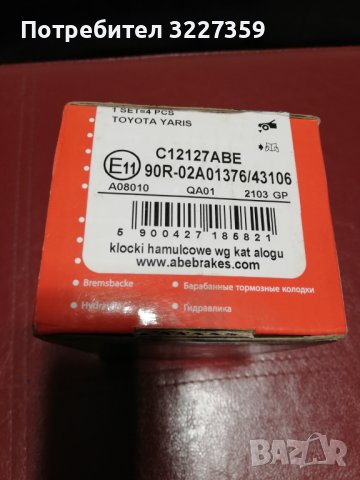 Потребител 3227359
1 SET=4 PCS
TOYOTA YARIS
C12127ABE
E11 90R-02A01376/43106
A08010 QA01 2103 GP
5 900427 185821
klocki hamulcowe wg kat alogu
www.abebrakes.com
• Bremsbacke • Барабанные тормозные колодки
• Гидравлика
BAZAR